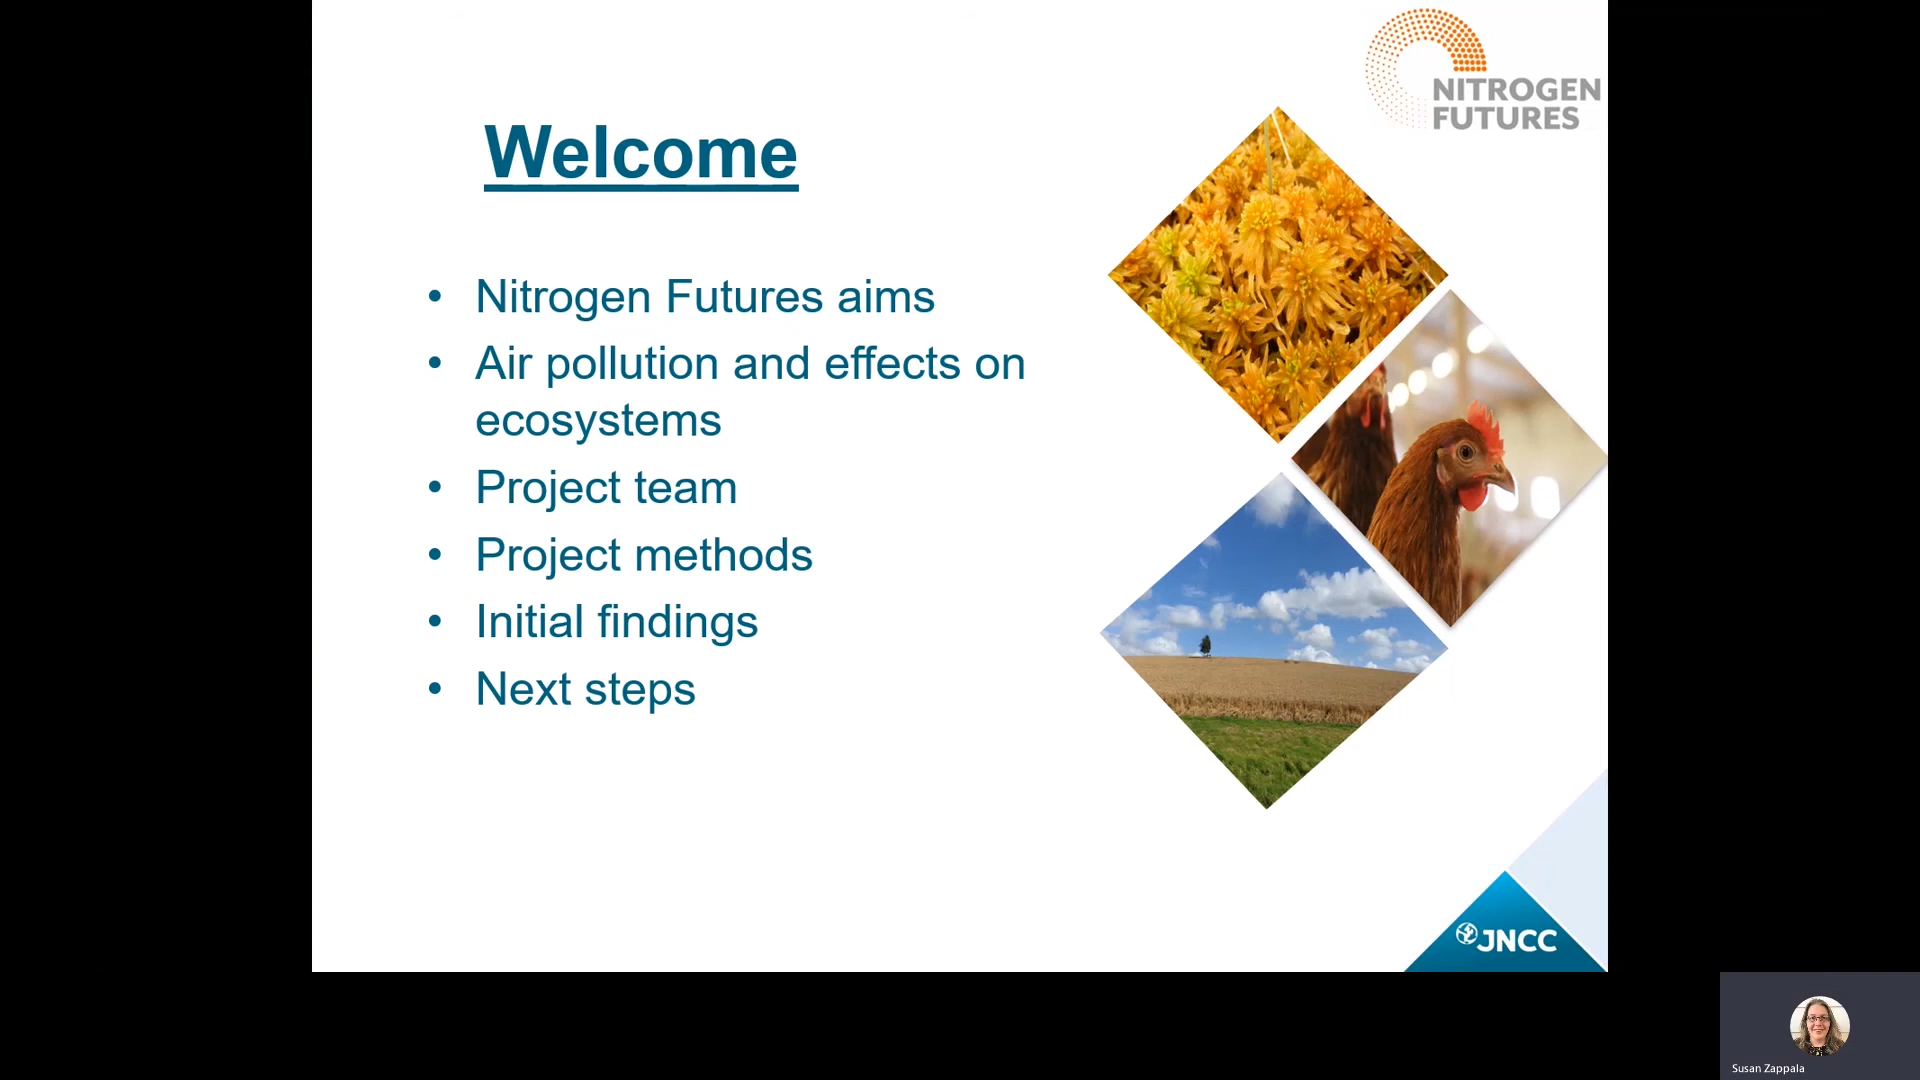 NITROGEN
FUTURES
Welcome
• Nitrogen Futures aims
• Air pollution and effects on
ecosystems
• Project team
• Project methods
• Initial findings
• Next steps
JNCC
Susan Zappala